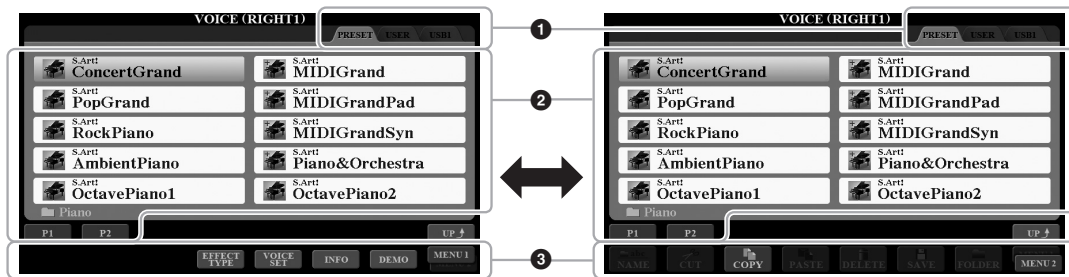 VOICE (RIGHT1)
PRESET USER USB1
S.Art! ConcertGrand S.Art! MIDIGrand
S.Art! PopGrand S.Art! MIDIGrandPad
S.Art! RockPiano S.Art! MIDIGrandSyn
S.Art! AmbientPiano S.Art! Piano&Orchestra
S.Art! OctavePiano1 S.Art! OctavePiano2
Piano
P1 P2 UP
EFFECT TYPE VOICE SET INFO DEMO MENU 1
1
2
3
VOICE (RIGHT1)
PRESET USER USB1
S.Art! ConcertGrand S.Art! MIDIGrand
S.Art! PopGrand S.Art! MIDIGrandPad
S.Art! RockPiano S.Art! MIDIGrandSyn
S.Art! AmbientPiano S.Art! Piano&Orchestra
S.Art! OctavePiano1 S.Art! OctavePiano2
Piano
P1 P2 UP
NAME CUT COPY PASTE DELETE SAVE FOLDER MENU 2